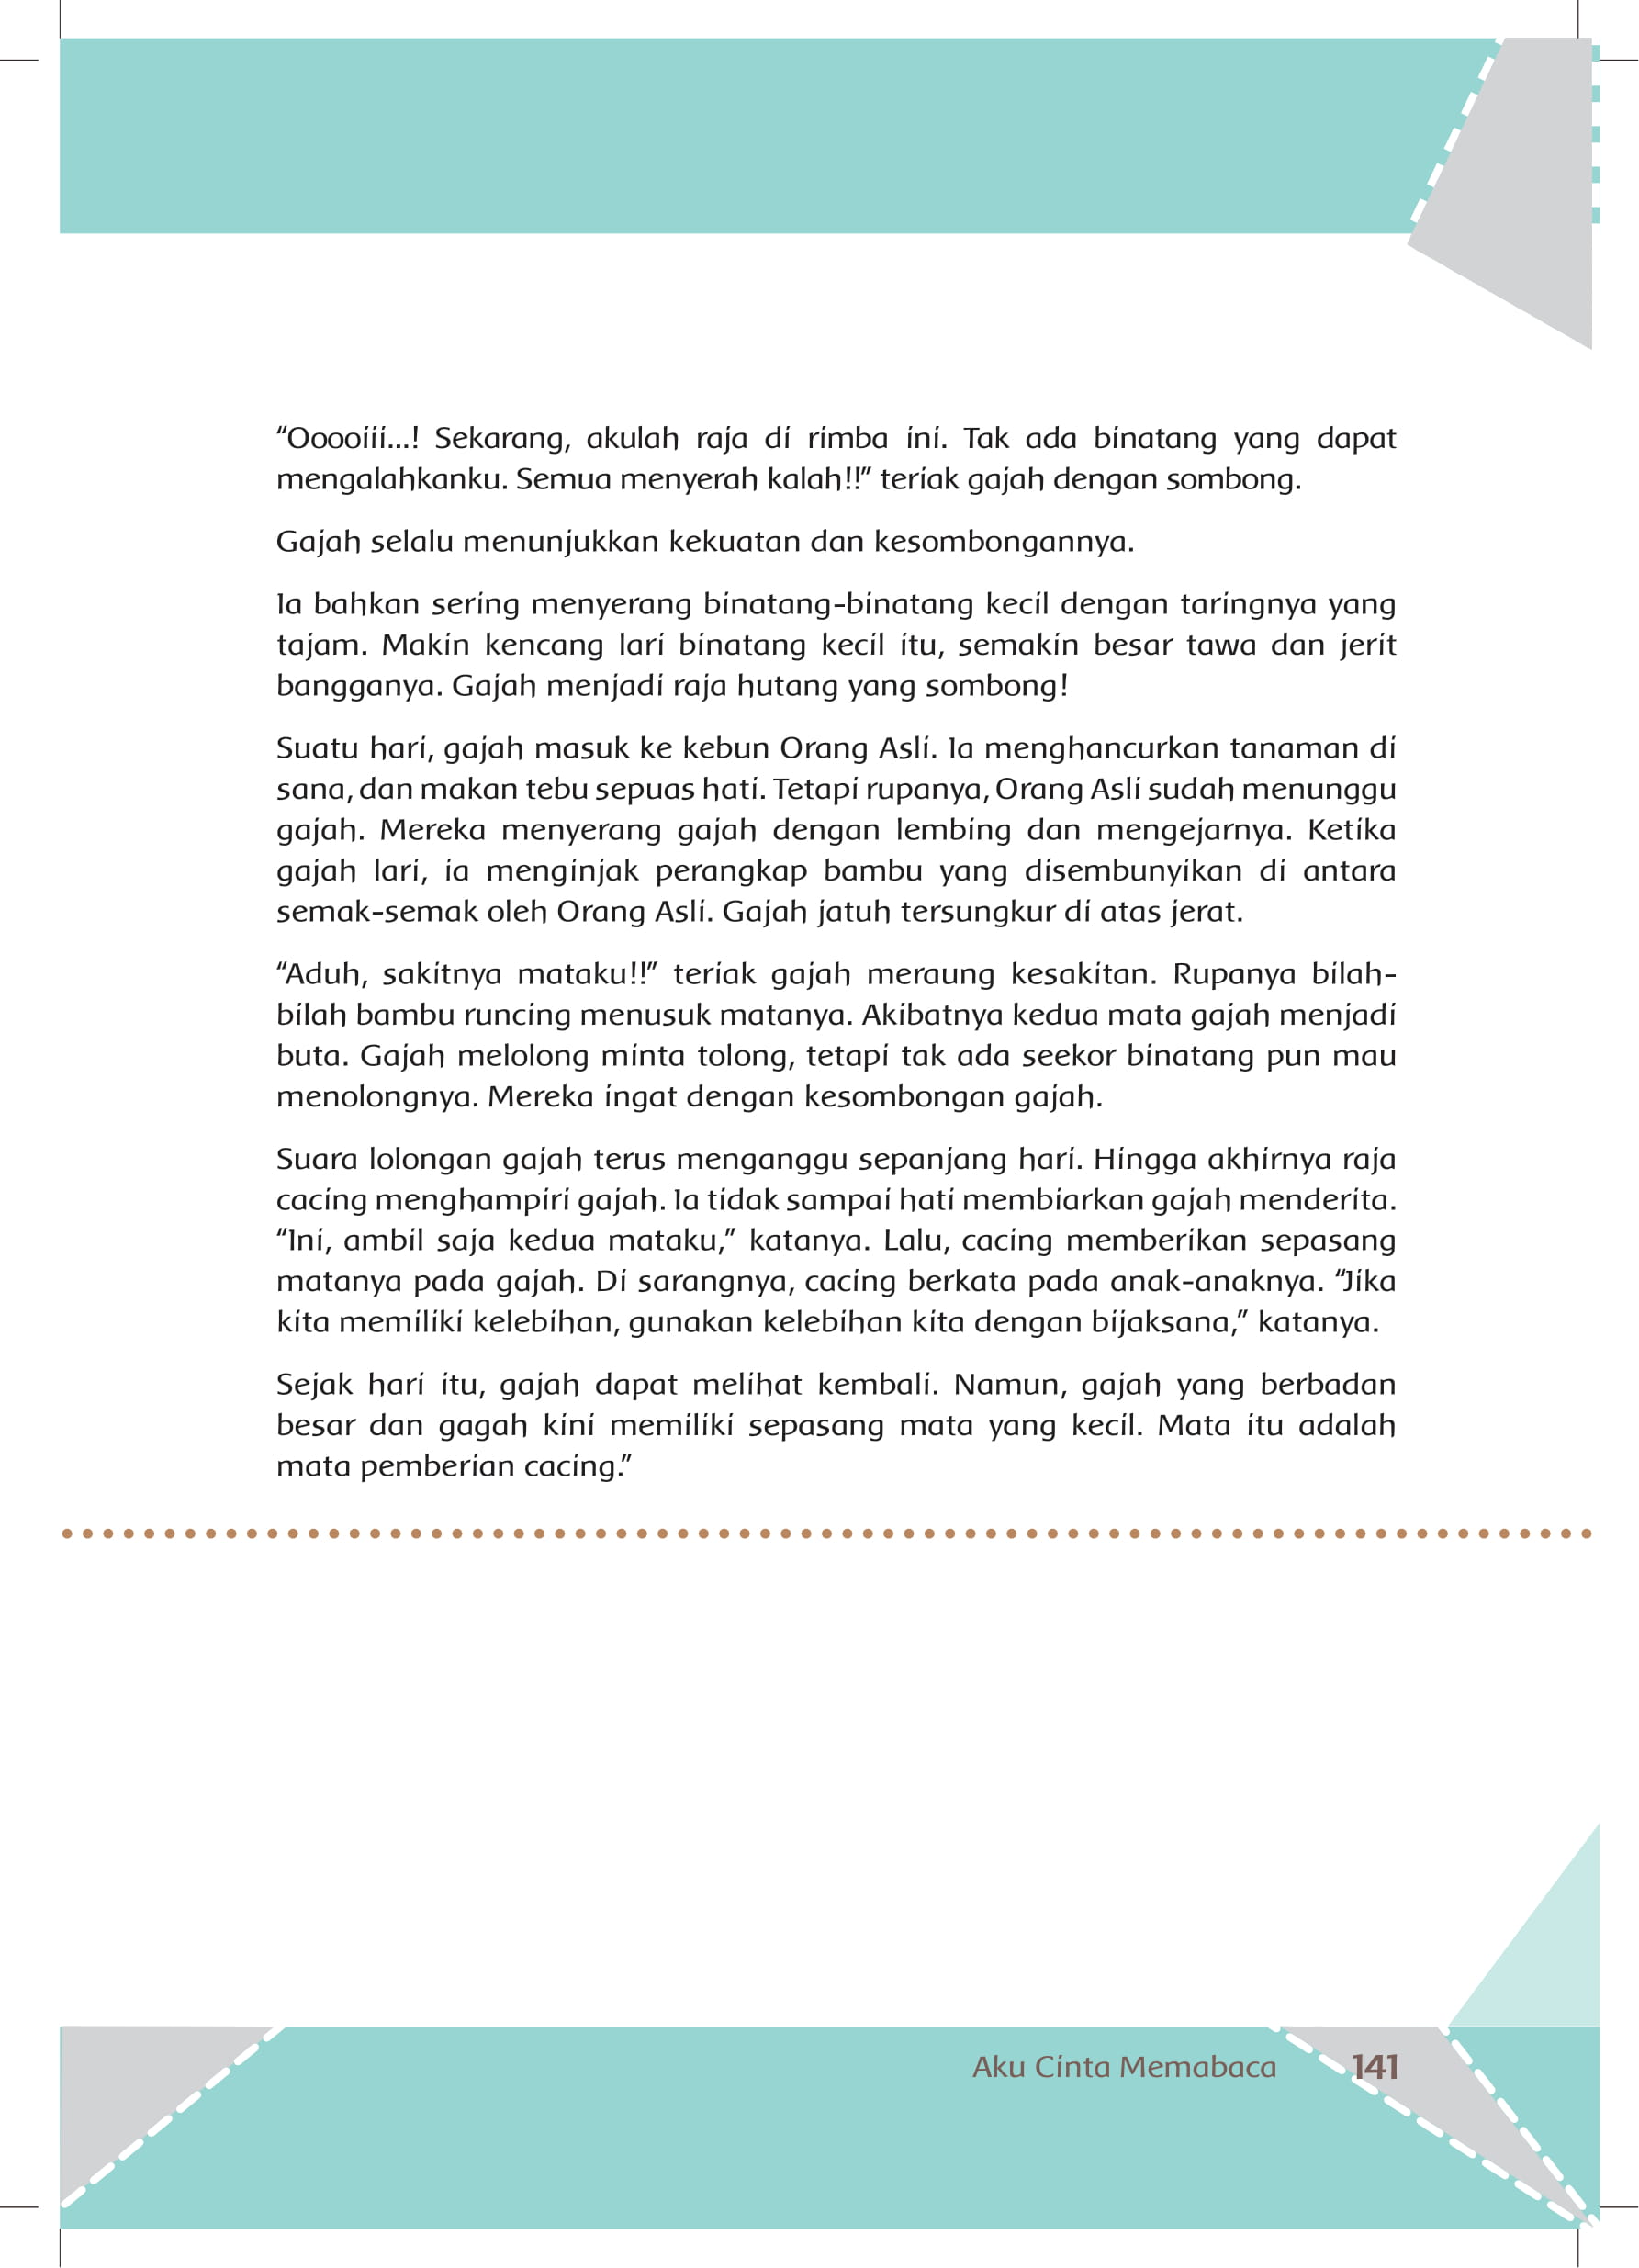 “Ooooiii...! Sekarang, akulah raja di rimba ini. Tak ada binatang yang dapat
mengalahkanku. Semua menyerah kalah!!” teriak gajah dengan sombong.
Gajah selalu menunjukkan kekuatan dan kesombongannya.
Ia bahkan sering menyerang binatang-binatang kecil dengan taringnya yang
tajam. Makin kencang lari binatang kecil itu, semakin besar tawa dan jerit
bangganya. Gajah menjadi raja hutang yang sombong!
Suatu hari, gajah masuk ke kebun Orang Asli. Ia menghancurkan tanaman di
sana, dan makan tebu sepuas hati. Tetapi rupanya, Orang Asli sudah menunggu
gajah. Mereka menyerang gajah dengan lembing dan mengejarnya. Ketika
gajah lari, ia menginjak perangkap bambu yang disembunyikan di antara
semak-semak oleh Orang Asli. Gajah jatuh tersungkur di atas jerat.
“Aduh, sakitnya mataku!!” teriak gajah meraung kesakitan. Rupanya bilah-
bilah bambu runcing menusuk matanya. Akibatnya kedua mata gajah menjadi
buta. Gajah melolong minta tolong, tetapi tak ada seekor binatang pun mau
menolongnya. Mereka ingat dengan kesombongan gajah.
Suara lolongan gajah terus menganggu sepanjang hari. Hingga akhirnya raja
cacing menghampiri gajah. Ia tidak sampai hati membiarkan gajah menderita.
“Ini, ambil saja kedua mataku,” katanya. Lalu, cacing memberikan sepasang
matanya pada gajah. Di sarangnya, cacing berkata pada anak-anaknya. “Jika
kita memiliki kelebihan, gunakan kelebihan kita dengan bijaksana,” katanya.
Sejak hari itu, gajah dapat melihat kembali. Namun, gajah yang berbadan
besar dan gagah kini memiliki sepasang mata yang kecil. Mata itu adalah
mata pemberian cacing.”
Aku Cinta Memabaca 141